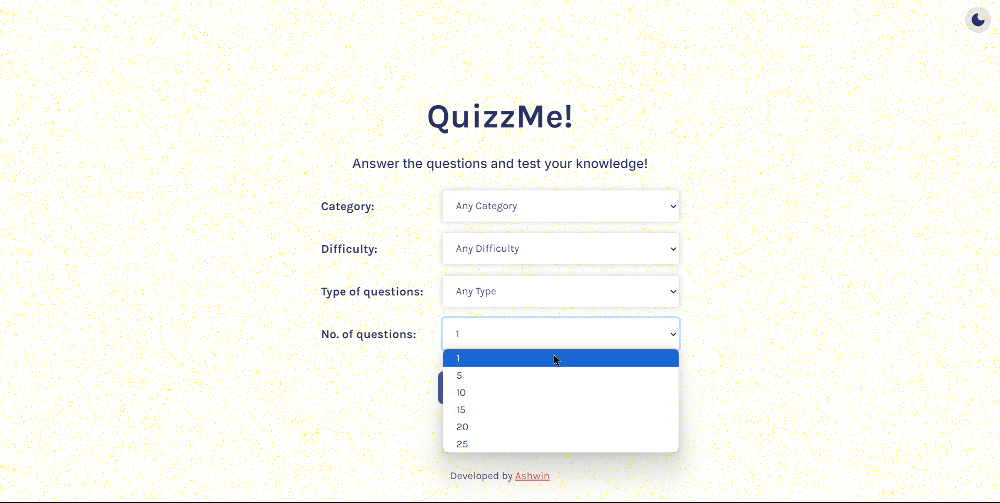 QuizzMe!
Answer the questions and test your knowledge!
Category: Any Category
Difficulty: Any Difficulty
Type of questions: Any Type
No. of questions: 1
1
5
10
15
20
25
Developed by Ashwin